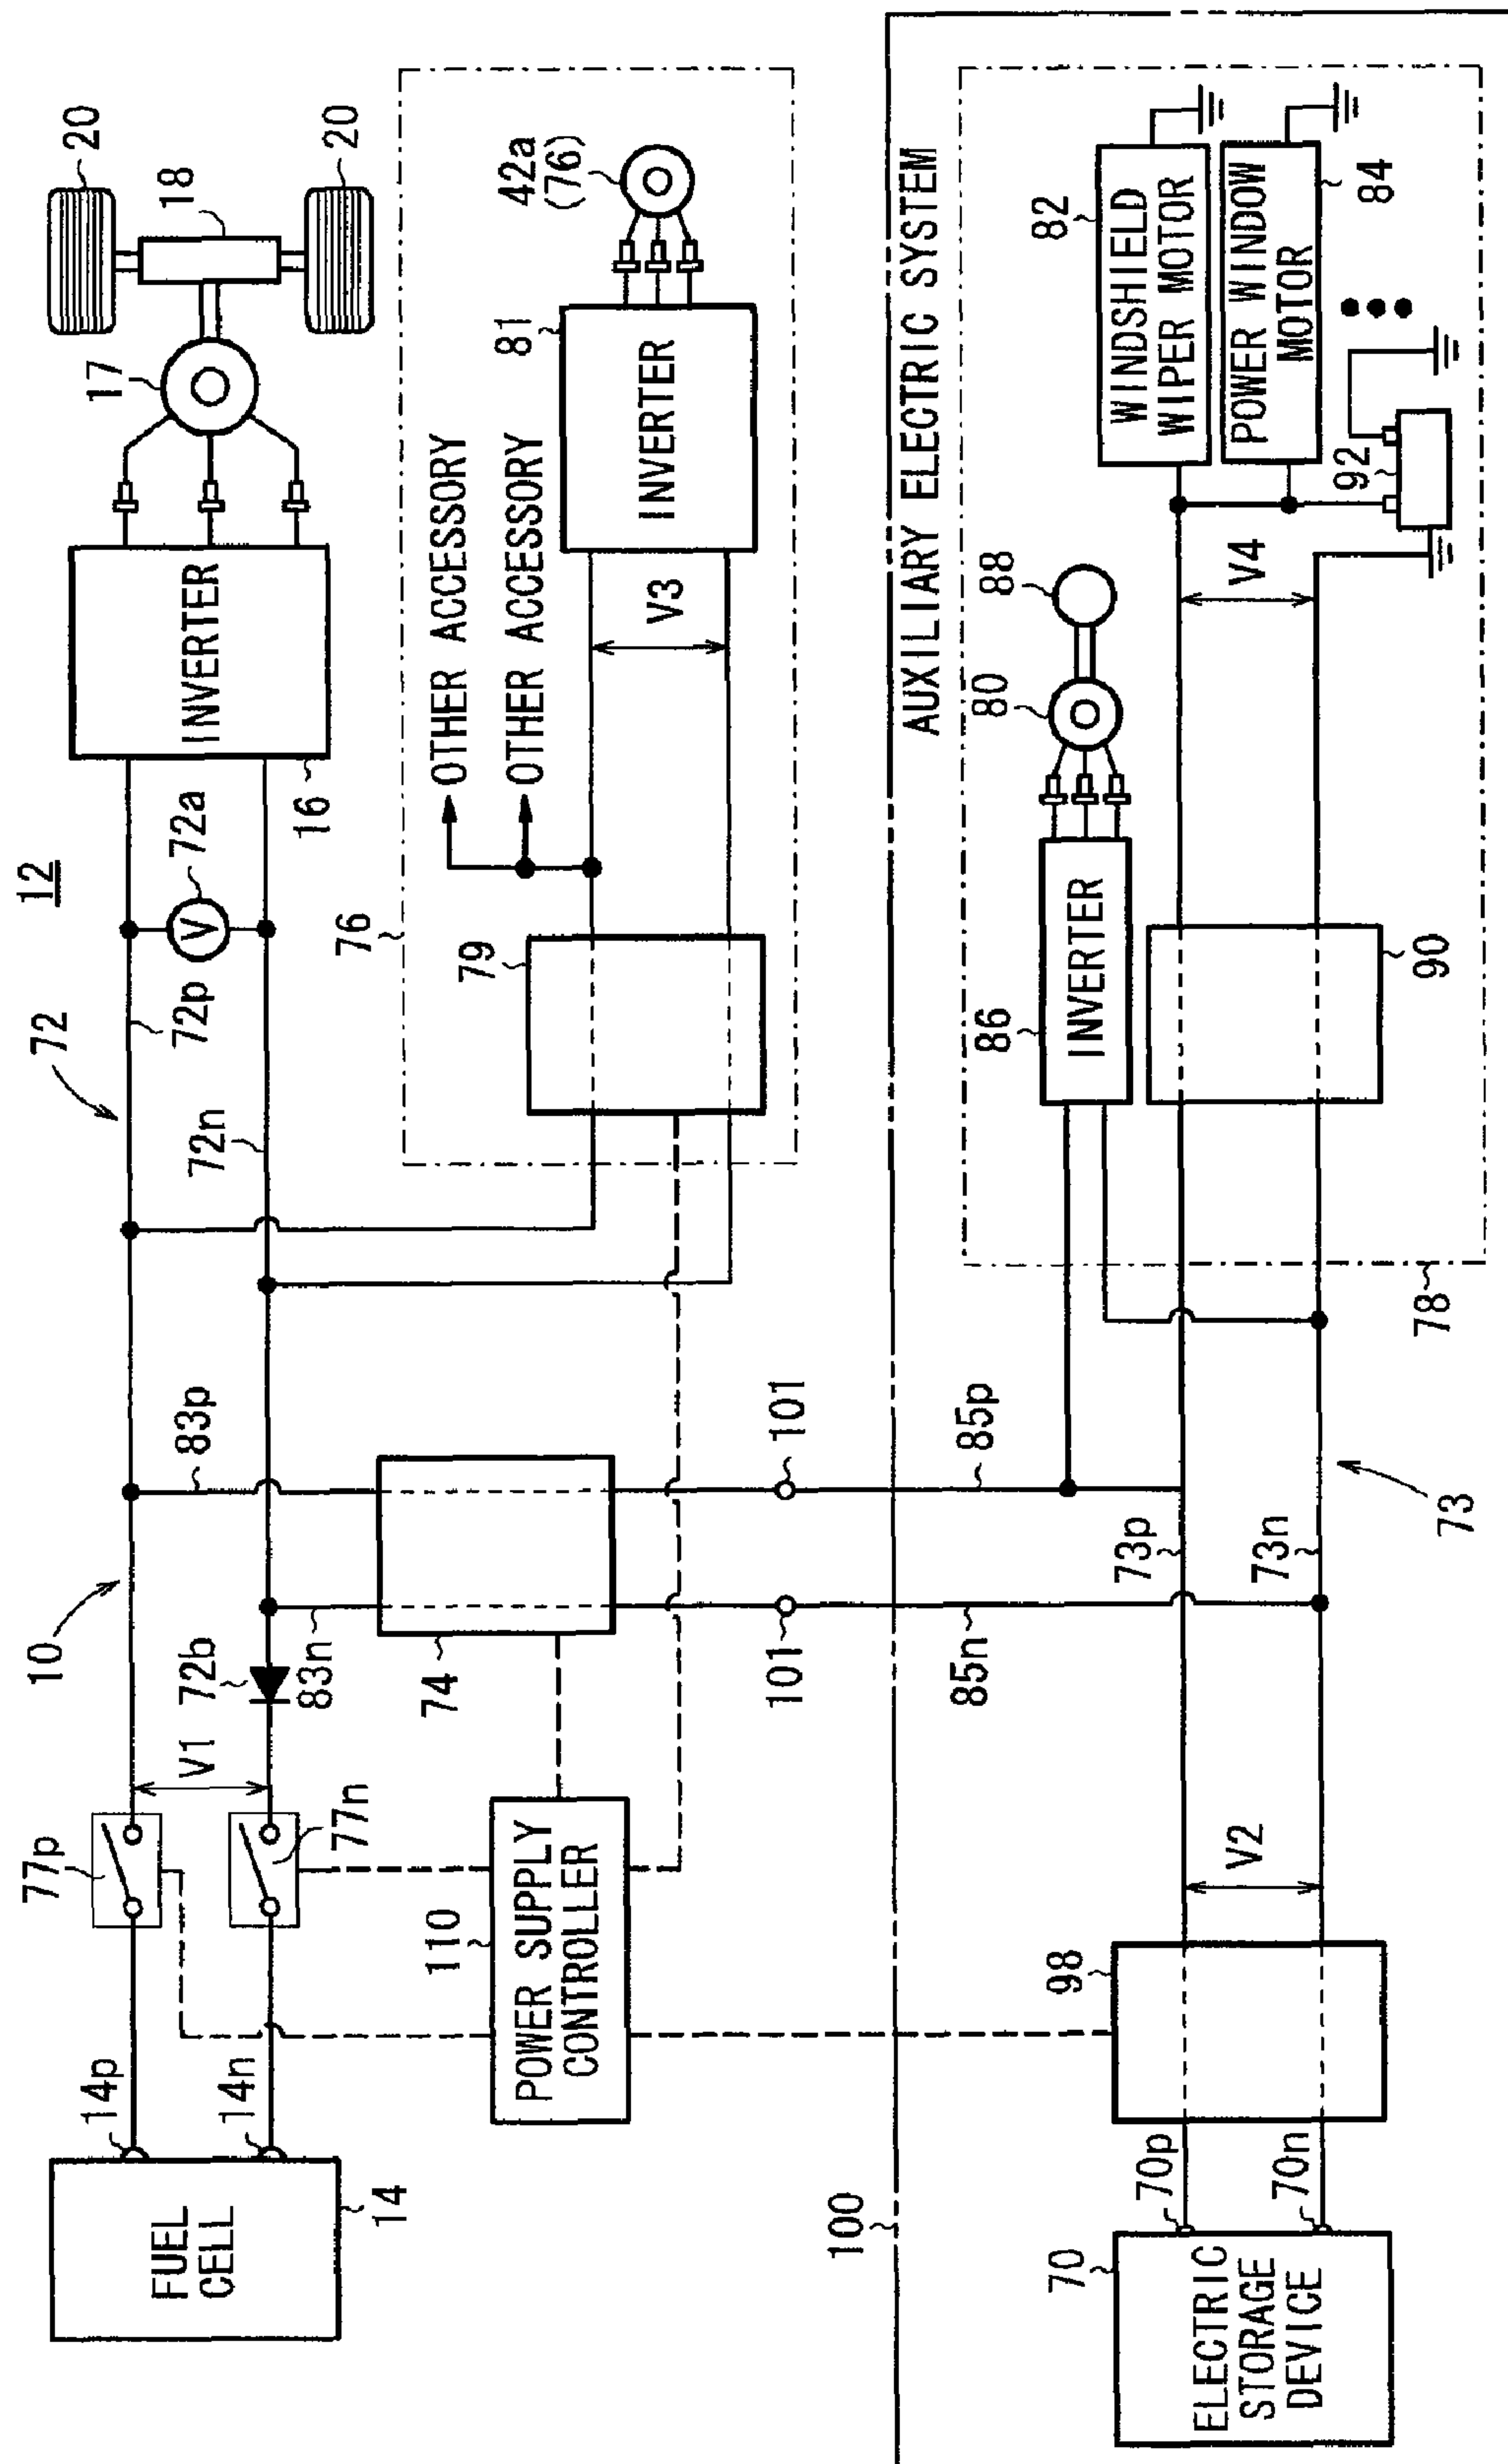 12
10
72
77p
V1
83p
72p
72a
17
18
20
20
14p
14n
77n
72b
83n
72n
INVERTER
16
FUEL
CELL
14
110
POWER SUPPLY
CONTROLLER
74
76
79
OTHER ACCESSORY
OTHER ACCESSORY
V
V3
81
INVERTER
42a
(76)
101
101
100
AUXILIARY ELECTRIC SYSTEM
85n
85p
86
INVERTER
80
88
82
WINDSHIELD
WIPER MOTOR
POWER WINDOW
MOTOR
84
70
ELECTRIC
STORAGE
DEVICE
70p
70n
98
V2
73p
73n
73
78
90
V4
92